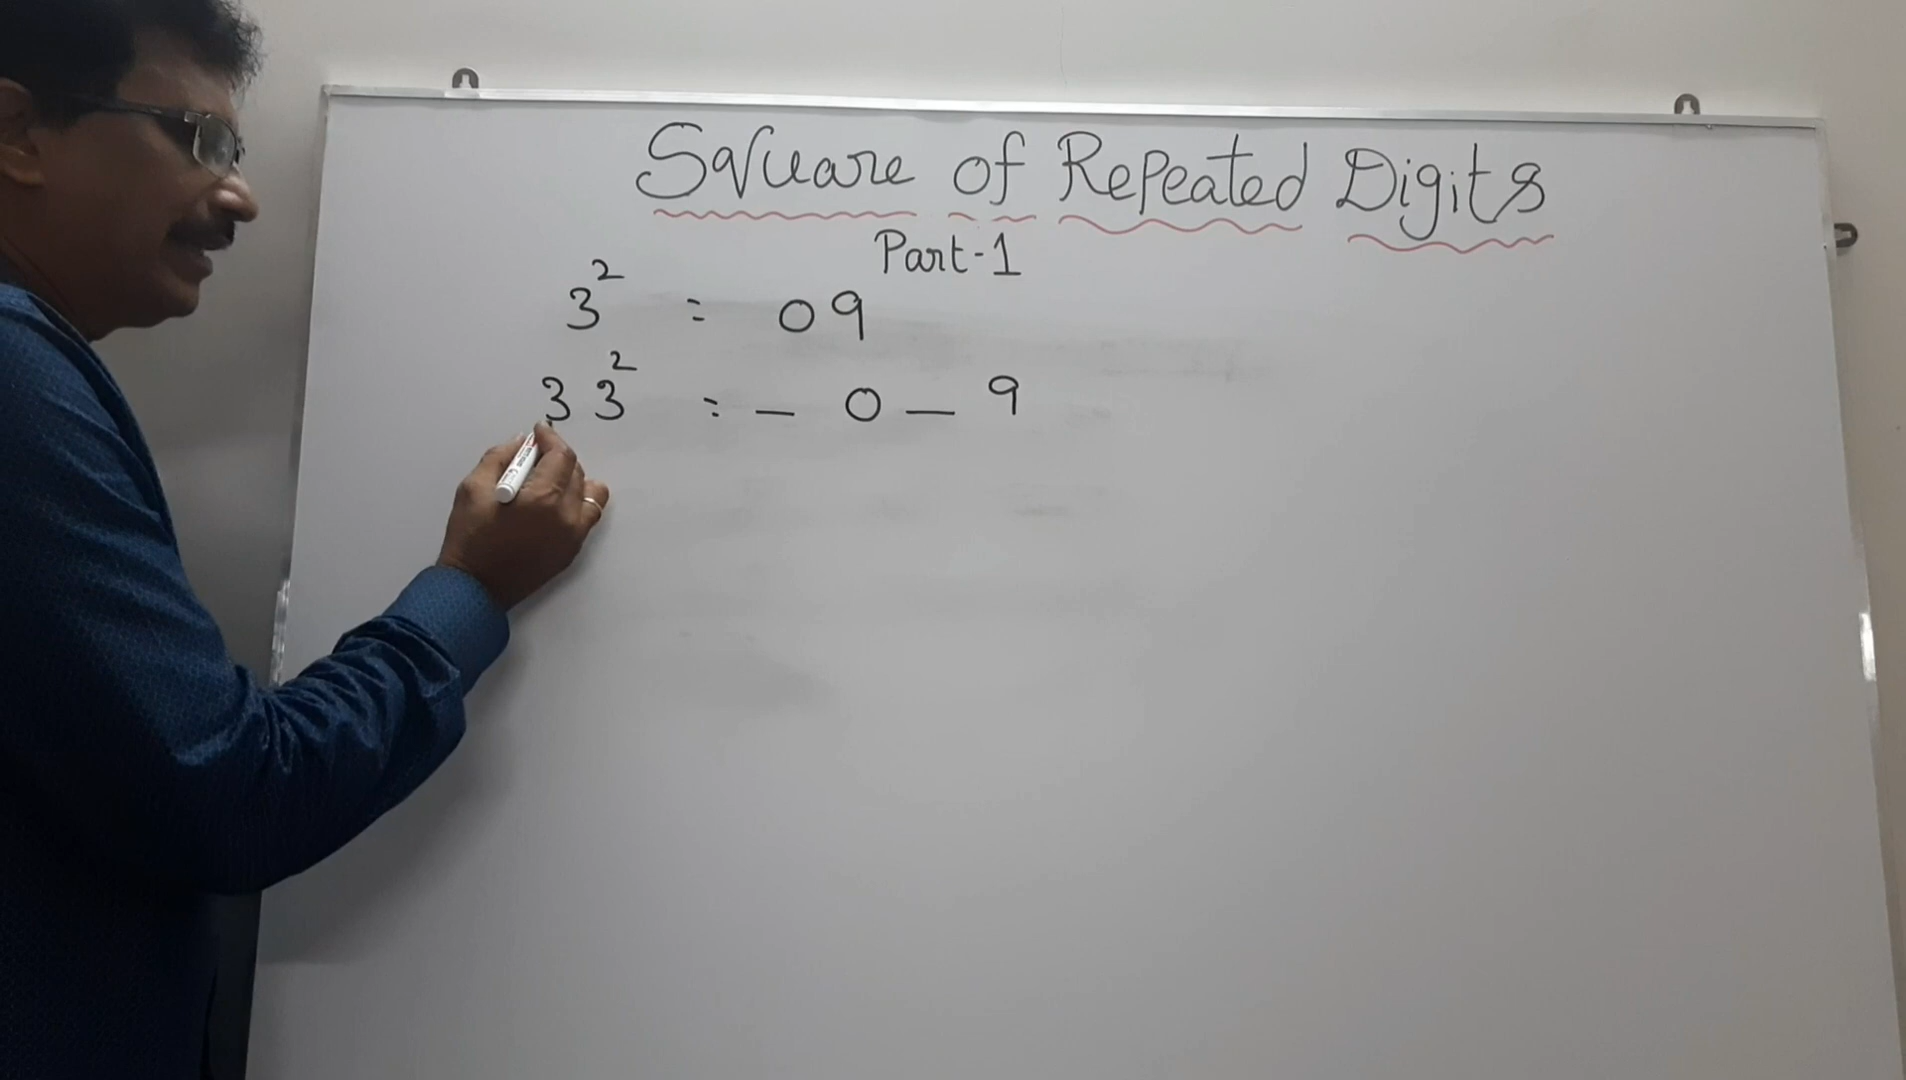 Square of Repeated Digits
Part-1
3² = 09
33² = _ 0 _ 9